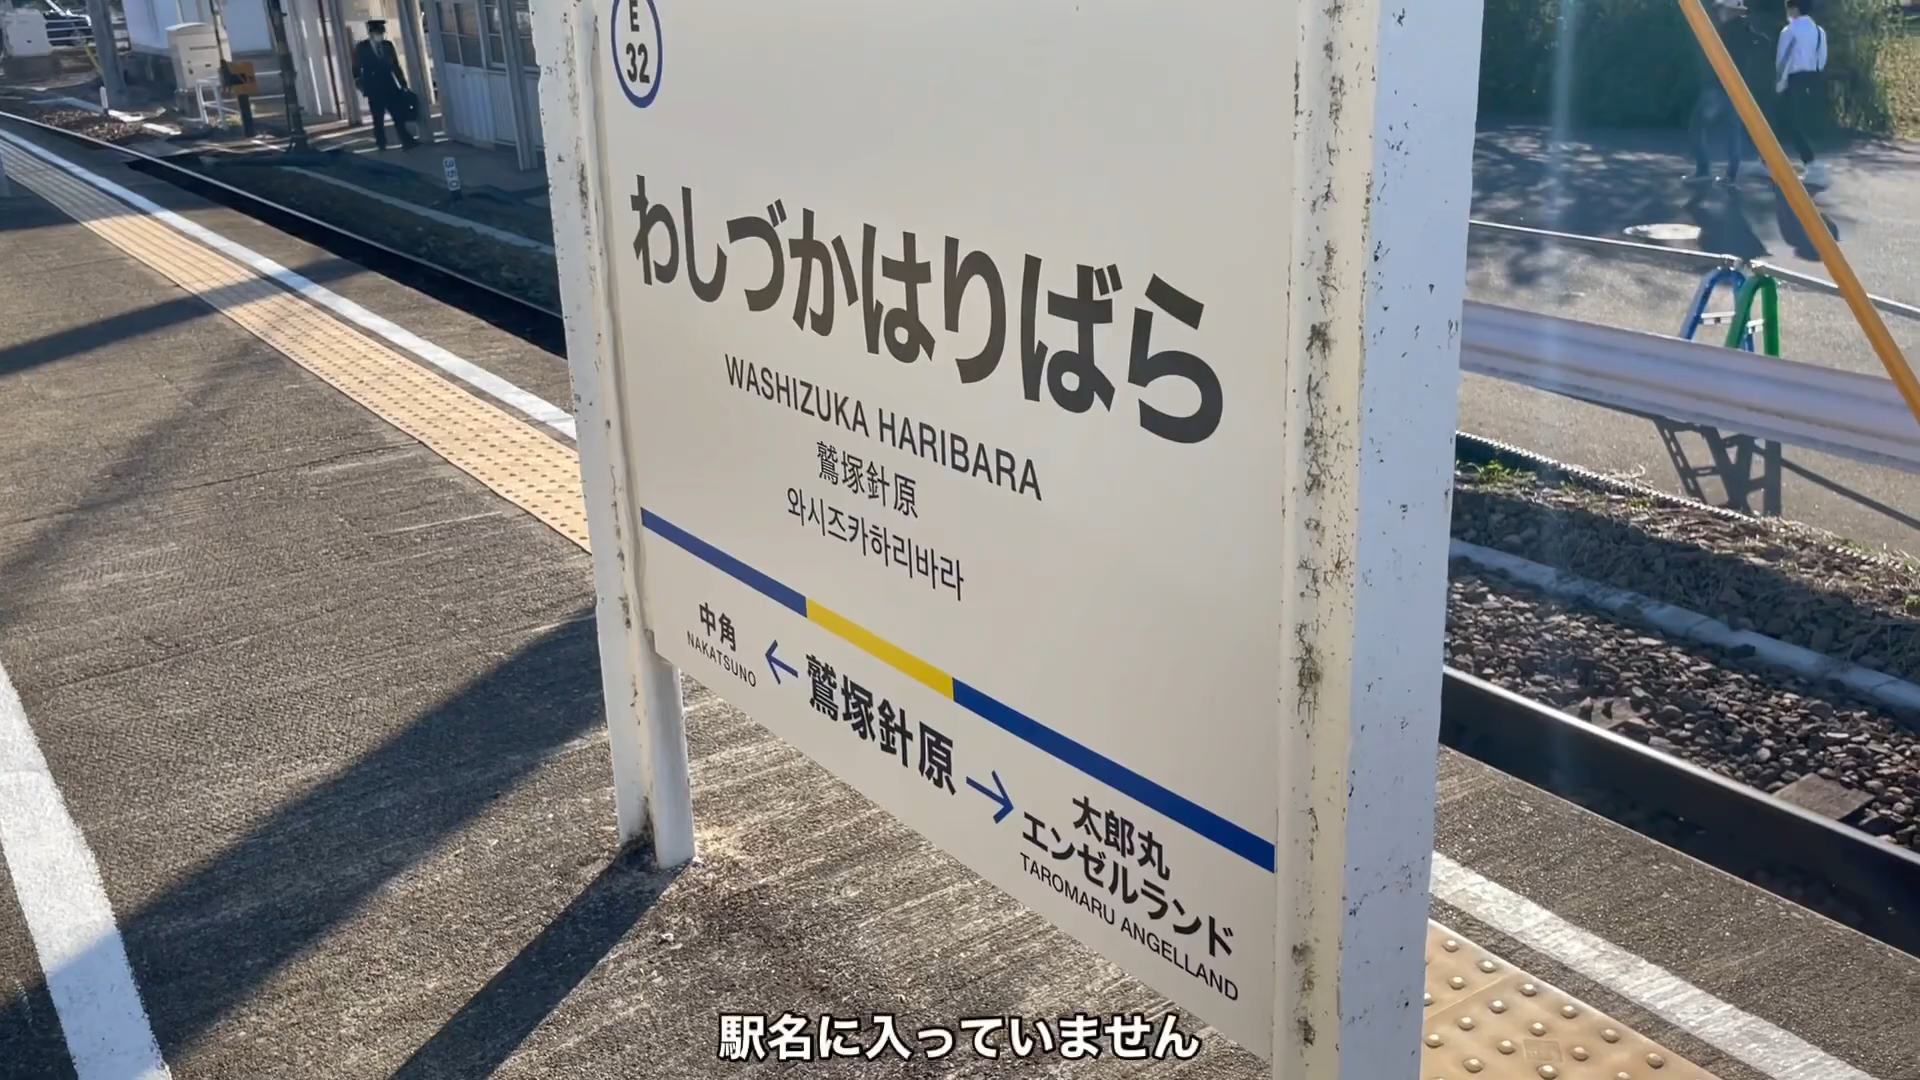 E
32
わしづかはりばら
WASHIZUKA HARIBARA
鷲塚針原
와시즈카하리바라
中角
NAKATSUNO
←鷲塚針原→
太郎丸
エンゼルランド
TAROMARU ANGELLAND
駅名に入っていません